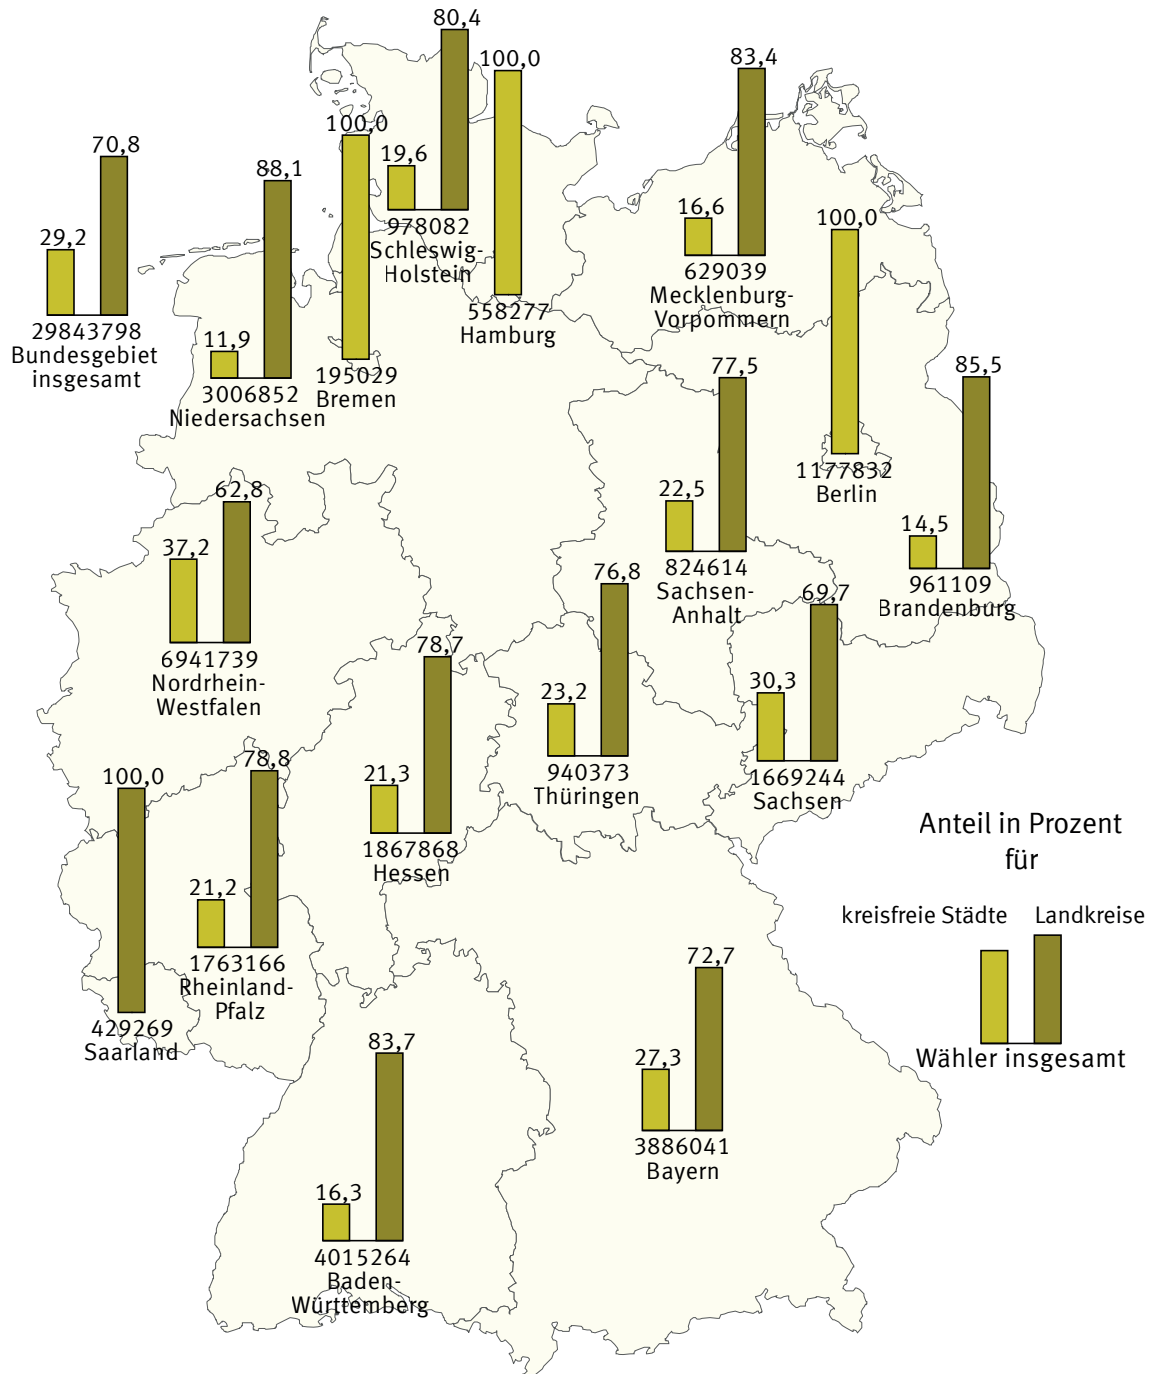 80,4
100,0
83,4
100,0
70,8
19,6
88,1
978082
Schleswig-
Holstein
16,6
100,0
29,2
629039
Mecklenburg-
Vorpommern
558277
Hamburg
29843798
Bundesgebiet
insgesamt
11,9
3006852
Niedersachsen
195029
Bremen
77,5
85,5
1177832
Berlin
62,8
22,5
14,5
37,2
824614
Sachsen-
Anhalt
76,8
961109
Brandenburg
69,7
6941739
Nordrhein-
Westfalen
78,7
23,2
30,3
78,8
100,0
21,3
940373
Thüringen
1669244
Sachsen
1867868
Hessen
Anteil in Prozent
für
21,2
kreisfreie Städte
Landkreise
1763166
Rheinland-
Pfalz
72,7
429269
Saarland
83,7
27,3
Wähler insgesamt
3886041
Bayern
16,3
4015264
Baden-
Württemberg